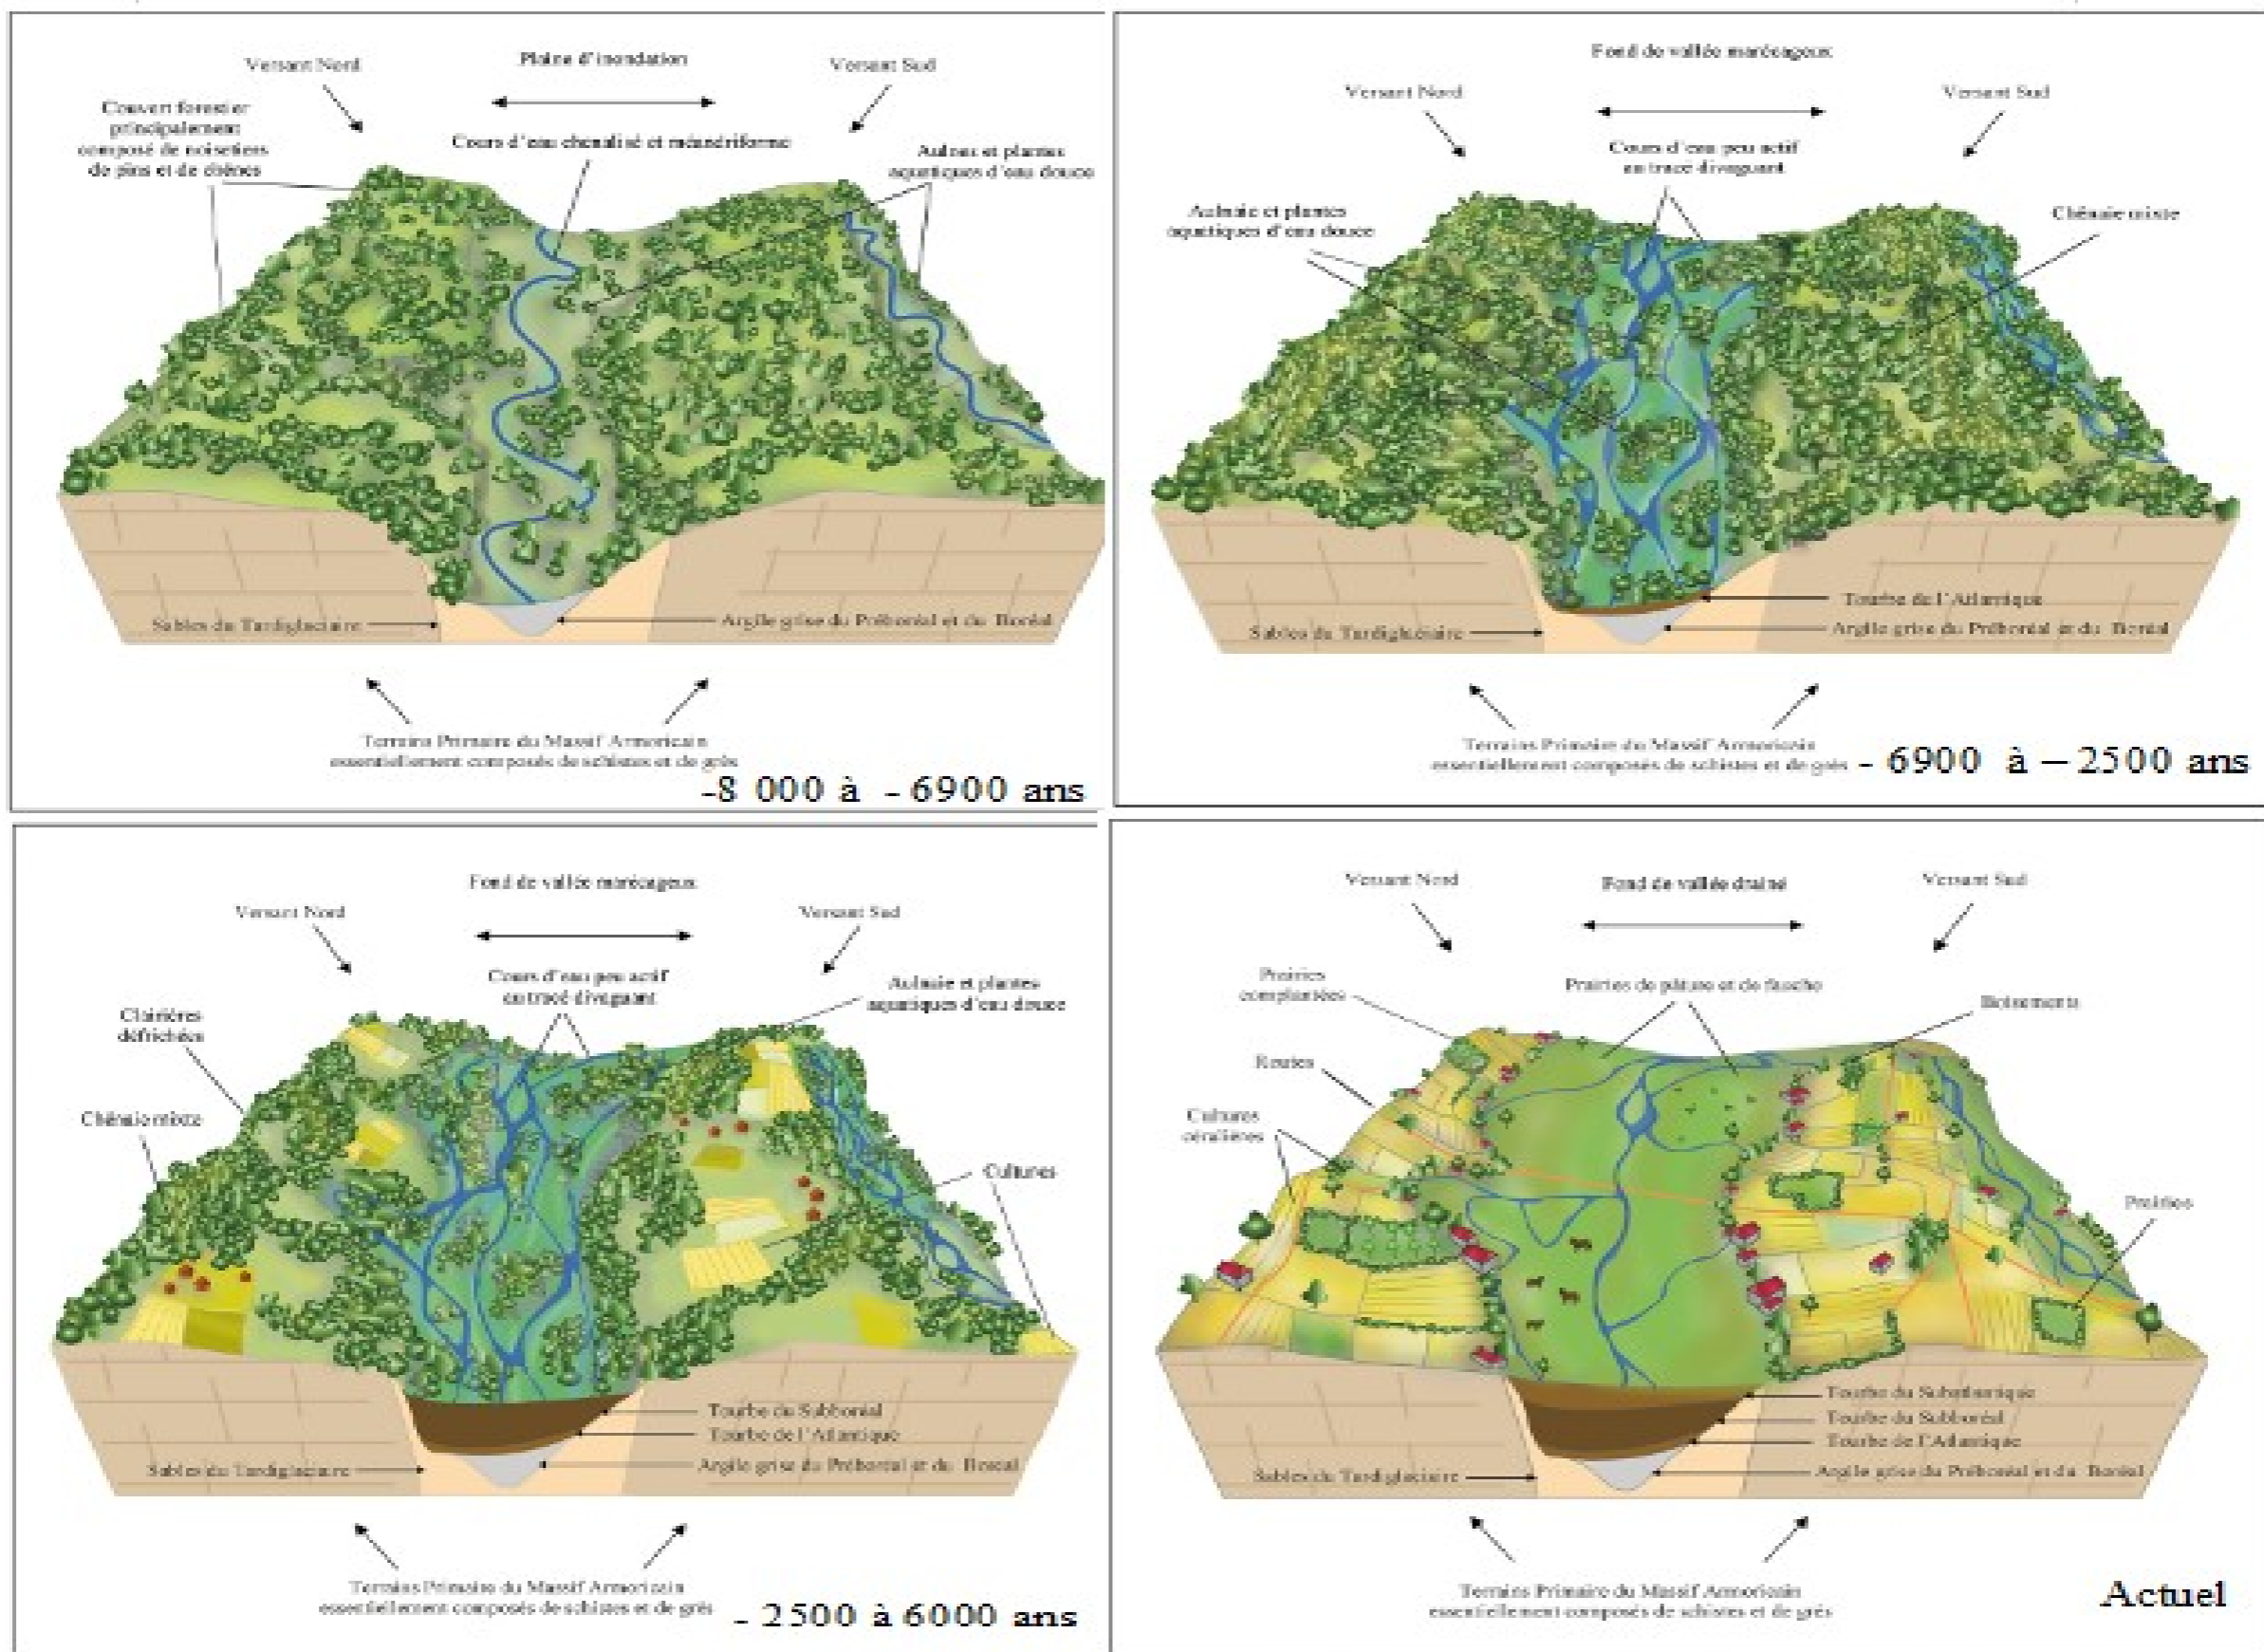 Versant Nord
Plaine d'inondation
Versant Sud
Couvert forestier
principalement
composé de noisetiers
de pins et de chênes
Cours d'eau chenalisé et méandriforme
Aulnes et plantes
aquatiques d'eau douce
Sables du Tardiglaciaire
Argile grise du Préboréal et du Boréal
Terrains Primaire du Massif Armoricain
essentiellement composés de schistes et de grès
-8 000 à - 6900 ans
Fond de vallée marécageux
Versant Nord
Versant Sud
Cours d'eau peu actif
au tracé divaguant
Aulnaie et plantes
aquatiques d'eau douce
Chênaie mixte
Tourbe de l'Atlantique
Sables du Tardiglaciaire
Argile grise du Préboréal et du Boréal
Terrains Primaire du Massif Armoricain
essentiellement composés de schistes et de grès
- 6900 à – 2500 ans
Fond de vallée marécageux
Versant Nord
Versant Sud
Cours d'eau peu actif
au tracé divaguant
Aulnaie et plantes
aquatiques d'eau douce
Clairières
défrichées
Chênaie mixte
Cultures
Tourbe du Subboréal
Tourbe de l'Atlantique
Sables du Tardiglaciaire
Argile grise du Préboréal et du Boréal
Terrains Primaire du Massif Armoricain
essentiellement composés de schistes et de grès
- 2500 à 6000 ans
Versant Nord
Fond de vallée drainé
Versant Sud
Prairies
complantées
Prairies de pâture et de fauche
Boisements
Routes
Cultures
céréalières
Prairies
Tourbe du Subatlantique
Tourbe du Subboréal
Tourbe de l'Atlantique
Sables du Tardiglaciaire
Argile grise du Préboréal et du Boréal
Terrains Primaire du Massif Armoricain
essentiellement composés de schistes et de grès
Actuel